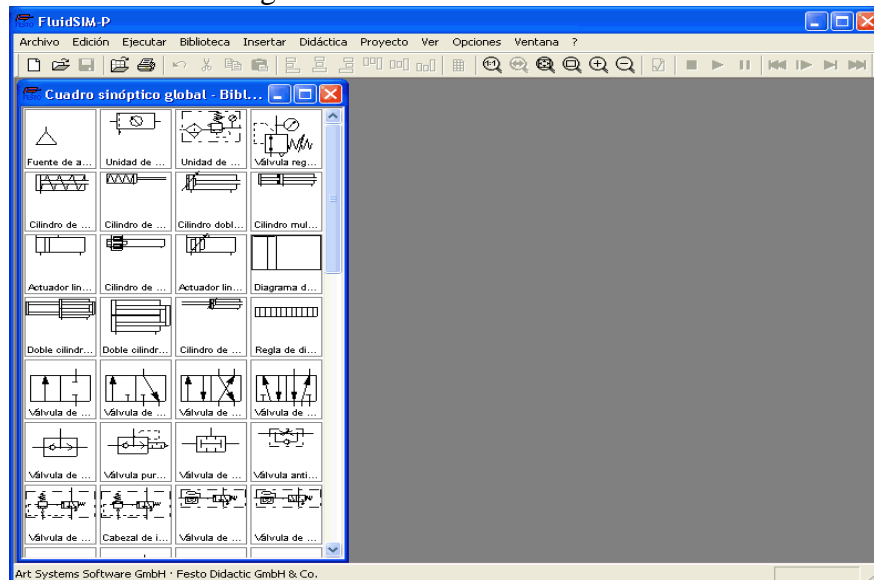 FluidSIM-P
Archivo Edición Ejecutar Biblioteca Insertar Didáctica Proyecto Ver Opciones Ventana ?
1:1
Cuadro sinóptico global - Bibl...
Fuente de a... Unidad de ... Unidad de ... Válvula reg...
Cilindro de ... Cilindro de ... Cilindro dobl... Cilindro mul...
Actuador lin... Cilindro de ... Actuador lin... Diagrama d...
Doble cilindr... Doble cilindr... Cilindro de ... Regla de di...
Válvula de ... Válvula de ... Válvula de ... Válvula de ...
Válvula de ... Válvula pur... Válvula de ... Válvula anti...
Válvula de ... Cabezal de i... Válvula de ... Válvula de ...
Art Systems Software GmbH · Festo Didactic GmbH & Co.